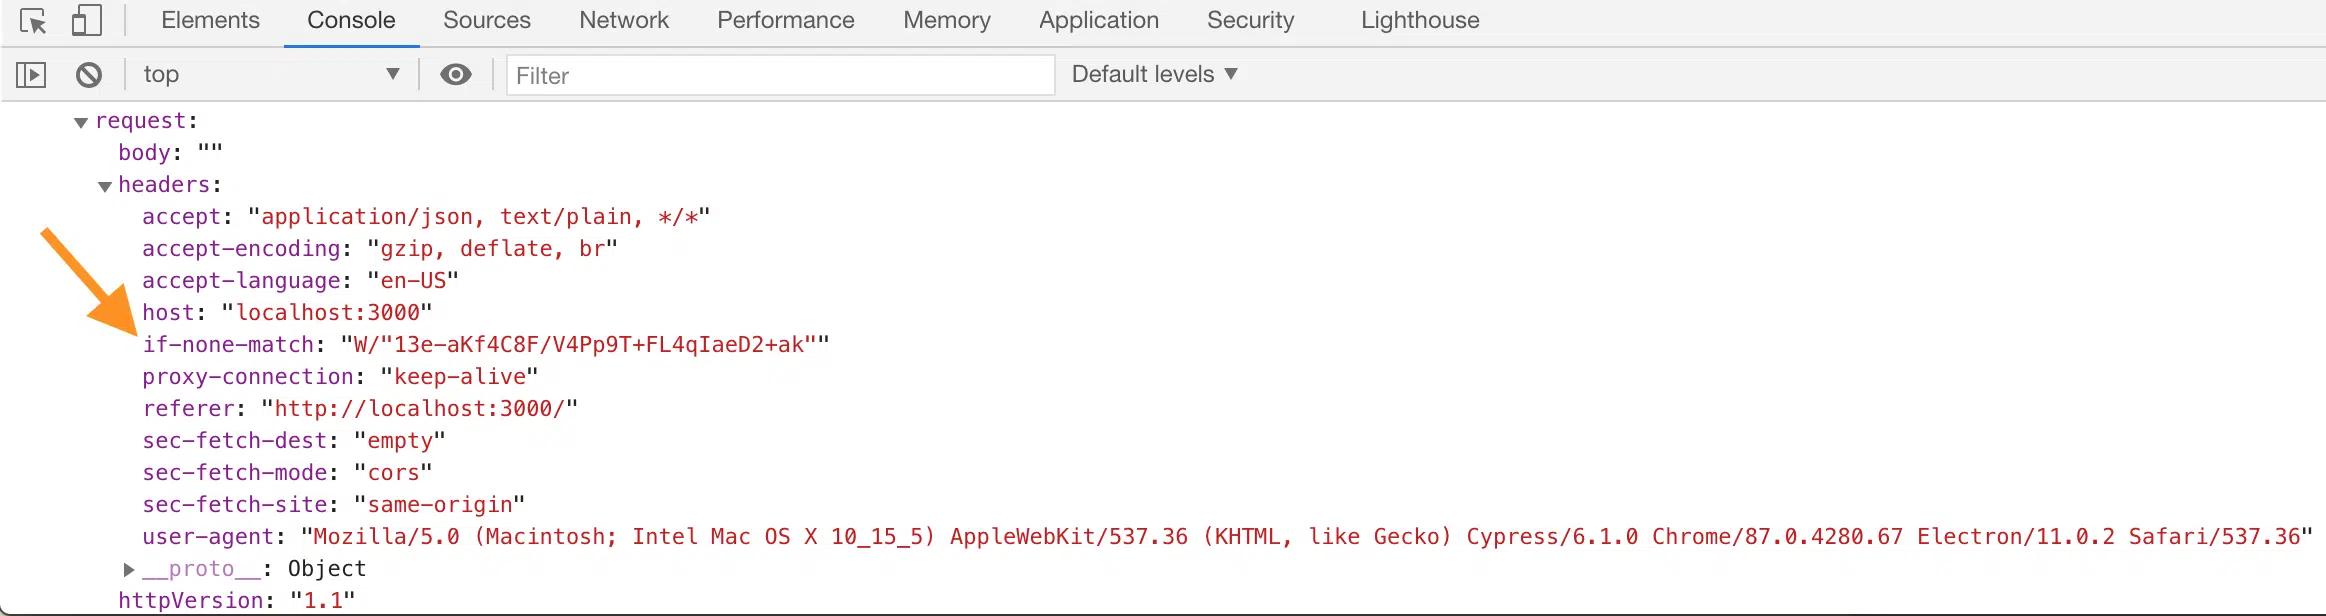 Elements Console Sources Network Performance Memory Application Security Lighthouse
top Filter Default levels
request:
body: ""
headers:
accept: "application/json, text/plain, */*"
accept-encoding: "gzip, deflate, br"
accept-language: "en-US"
host: "localhost:3000"
if-none-match: "W/"13e-aKf4C8F/V4Pp9T+FL4qIaeD2+ak""
proxy-connection: "keep-alive"
referer: "http://localhost:3000/"
sec-fetch-dest: "empty"
sec-fetch-mode: "cors"
sec-fetch-site: "same-origin"
user-agent: "Mozilla/5.0 (Macintosh; Intel Mac OS X 10_15_5) AppleWebKit/537.36 (KHTML, like Gecko) Cypress/6.1.0 Chrome/87.0.4280.67 Electron/11.0.2 Safari/537.36"
__proto__: Object
httpVersion: "1.1"